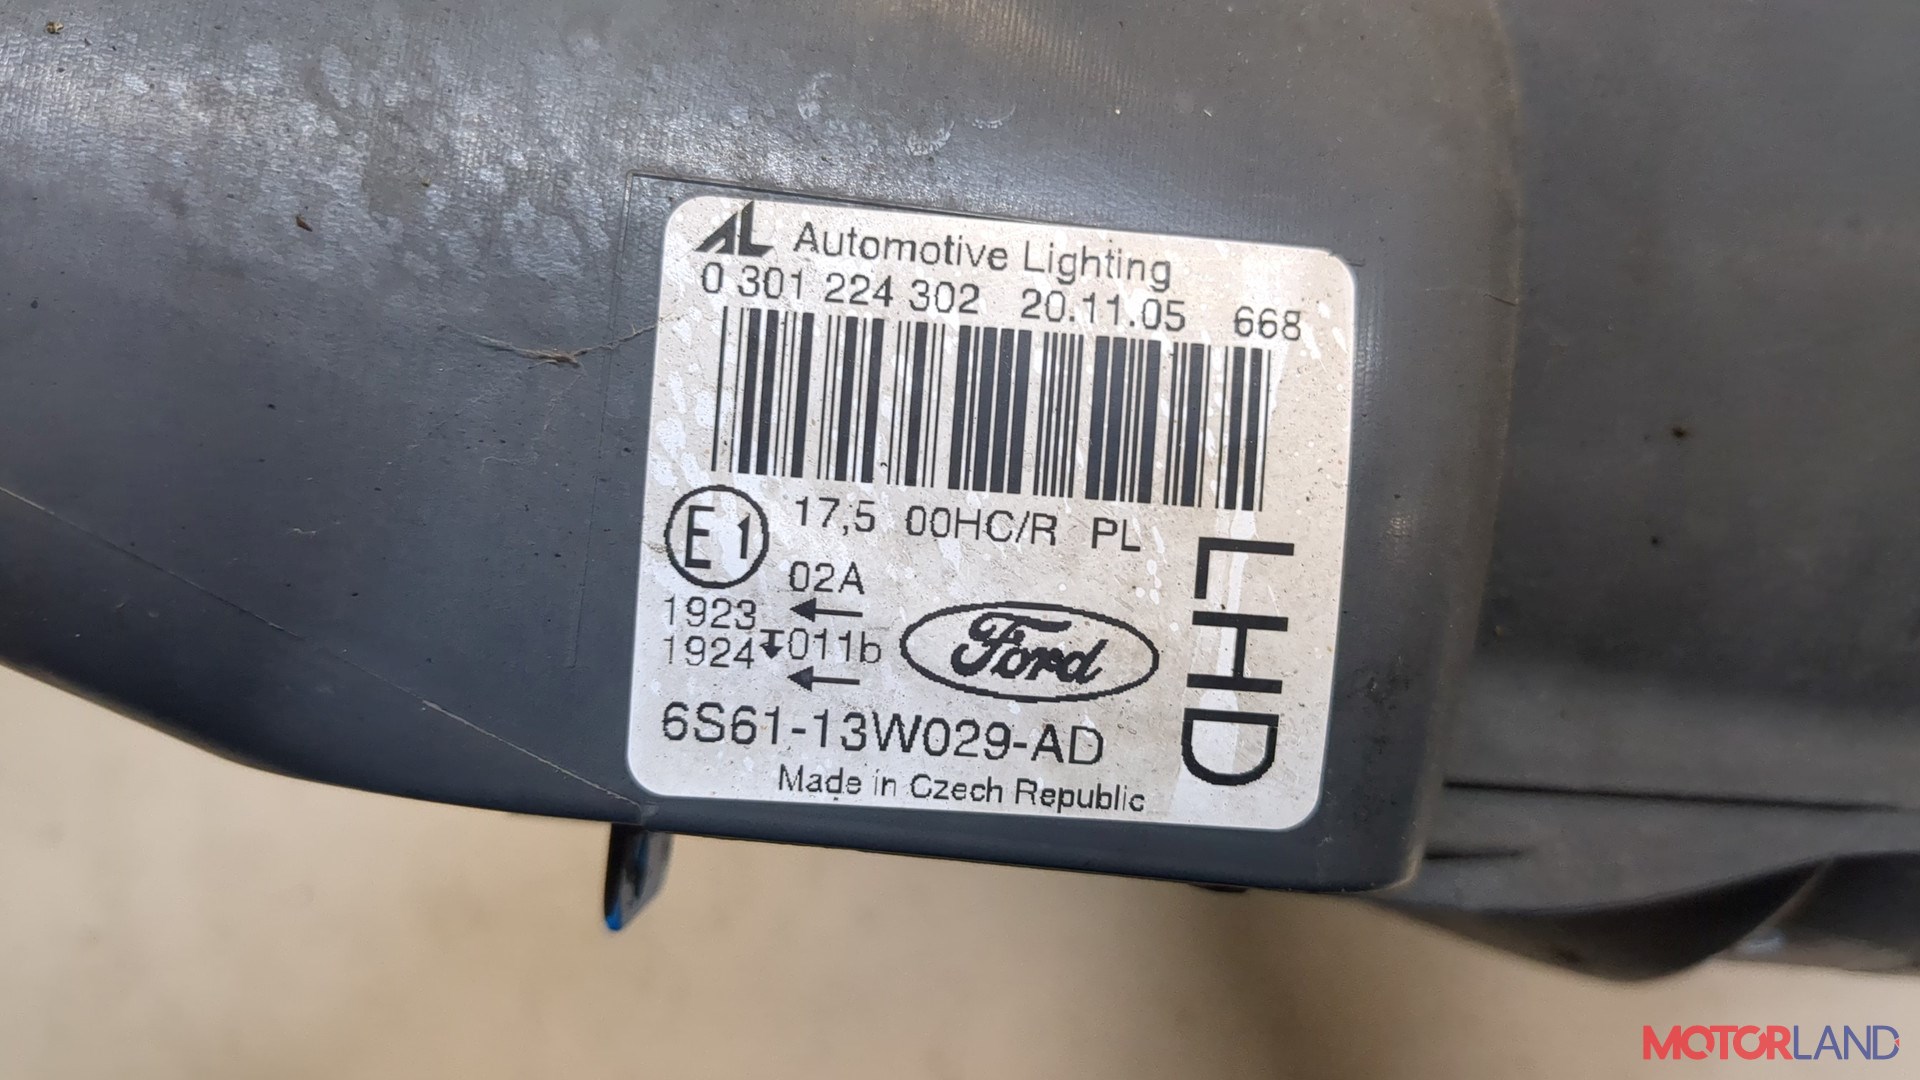 AL Automotive Lighting
0 301 224 302 20.11.05 668
E1 17,5 00HC/R PL
02A
1923 ←
1924 011b
←
Ford
6S61-13W029-AD
Made in Czech Republic
LHD
MOTORLAND